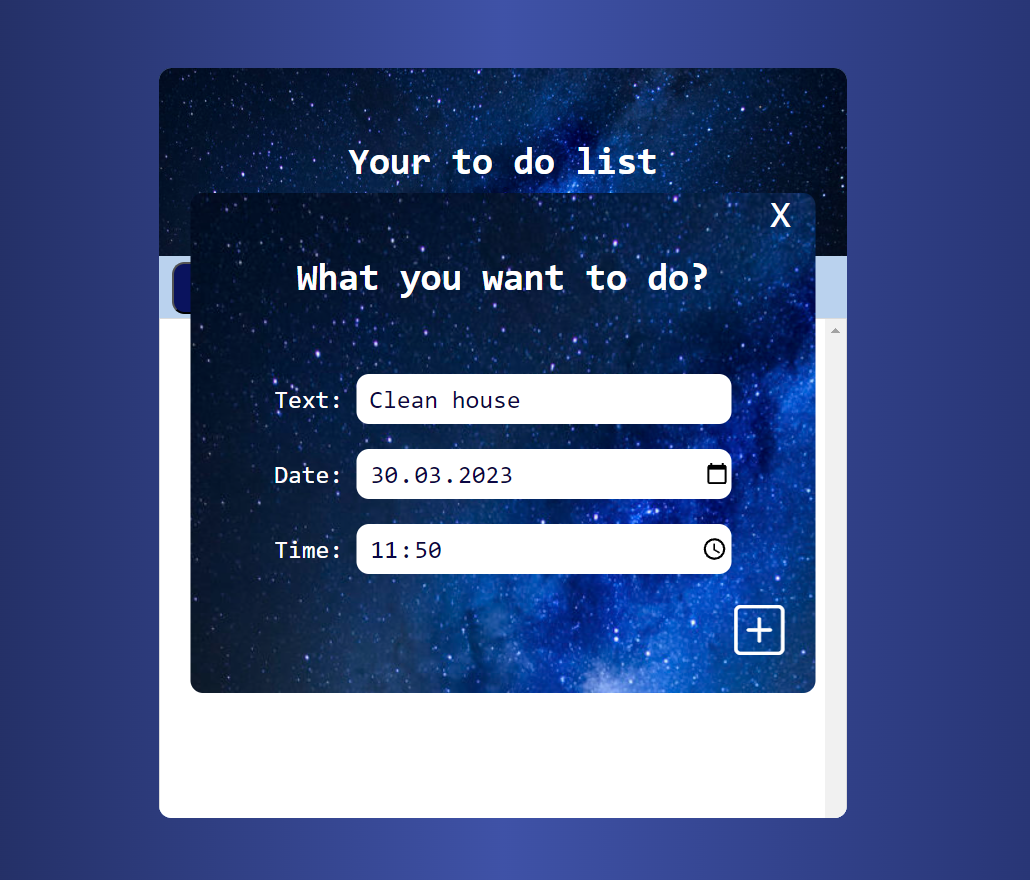 Your to do list
X
What you want to do?
Text: Clean house
Date: 30.03.2023
Time: 11:50